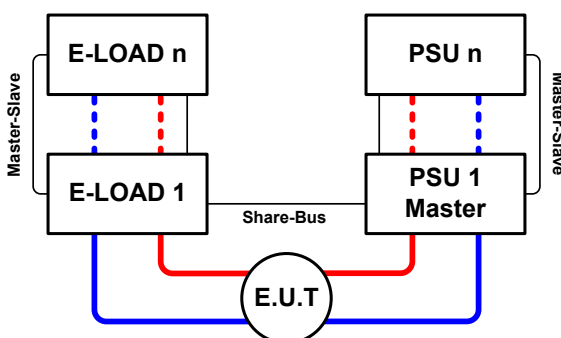 E-LOAD n
PSU n
Master-Slave
Master-Slave
E-LOAD 1
PSU 1
Master
Share-Bus
E.U.T